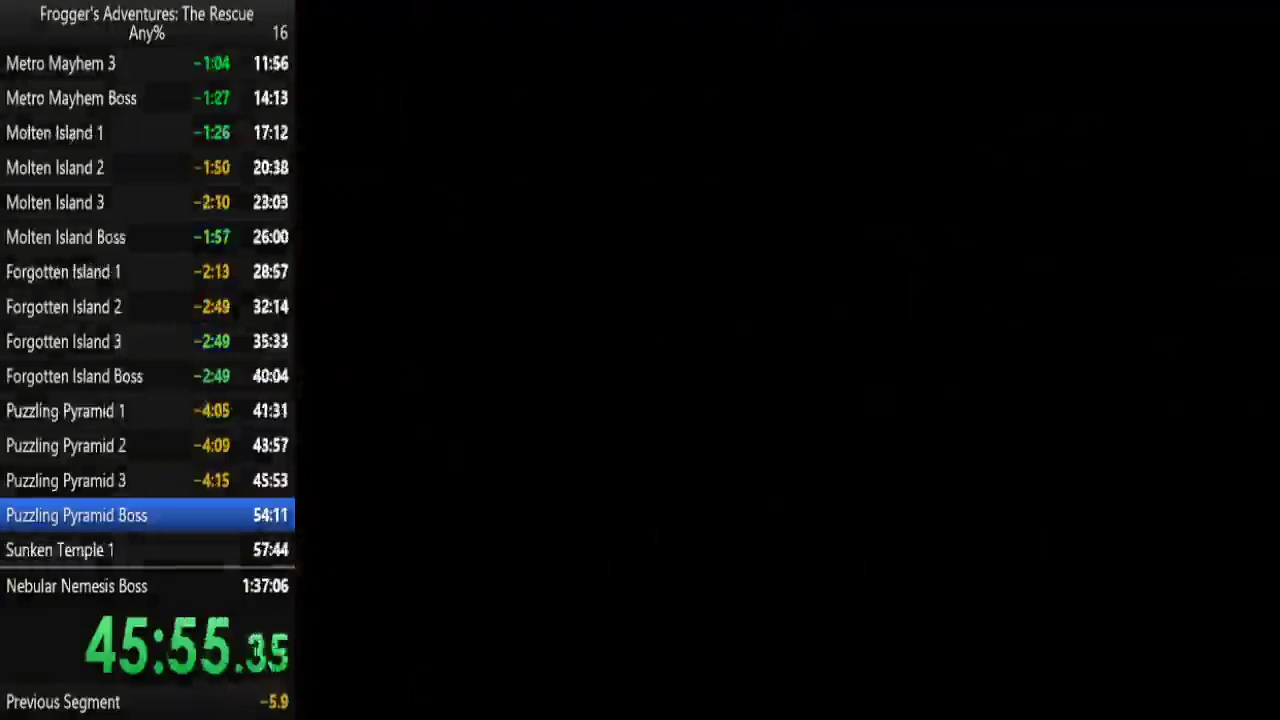 Frogger's Adventures: The Rescue
Any% 16
Metro Mayhem 3 −1:04 11:56
Metro Mayhem Boss −1:27 14:13
Molten Island 1 −1:26 17:12
Molten Island 2 −1:50 20:38
Molten Island 3 −2:10 23:03
Molten Island Boss −1:57 26:00
Forgotten Island 1 −2:13 28:57
Forgotten Island 2 −2:49 32:14
Forgotten Island 3 −2:49 35:33
Forgotten Island Boss −2:49 40:04
Puzzling Pyramid 1 −4:05 41:31
Puzzling Pyramid 2 −4:09 43:57
Puzzling Pyramid 3 −4:15 45:53
Puzzling Pyramid Boss 54:11
Sunken Temple 1 57:44
Nebular Nemesis Boss 1:37:06
45:55.35
Previous Segment −5.9